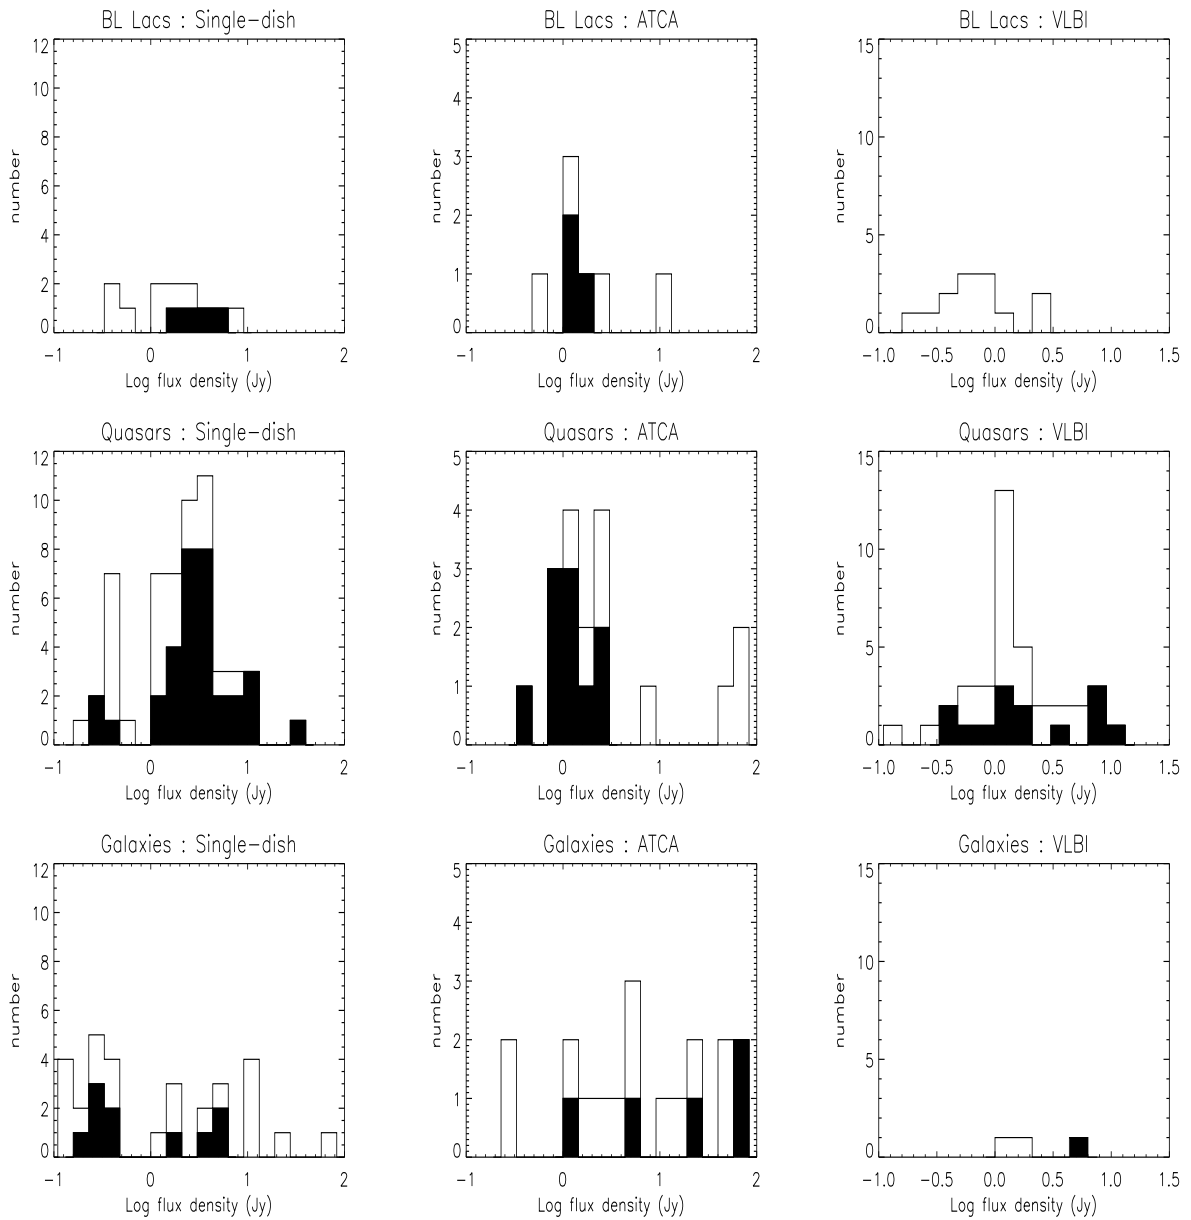 BL Lacs : Single-dish
12
10
8
6
4
2
0
number
-1 0 1 2
Log flux density (Jy)
BL Lacs : ATCA
5
4
3
2
1
0
number
-1 0 1 2
Log flux density (Jy)
BL Lacs : VLBI
15
10
5
0
number
-1.0 -0.5 0.0 0.5 1.0 1.5
Log flux density (Jy)
Quasars : Single-dish
12
10
8
6
4
2
0
number
-1 0 1 2
Log flux density (Jy)
Quasars : ATCA
5
4
3
2
1
0
number
-1 0 1 2
Log flux density (Jy)
Quasars : VLBI
15
10
5
0
number
-1.0 -0.5 0.0 0.5 1.0 1.5
Log flux density (Jy)
Galaxies : Single-dish
12
10
8
6
4
2
0
number
-1 0 1 2
Log flux density (Jy)
Galaxies : ATCA
5
4
3
2
1
0
number
-1 0 1 2
Log flux density (Jy)
Galaxies : VLBI
15
10
5
0
number
-1.0 -0.5 0.0 0.5 1.0 1.5
Log flux density (Jy)